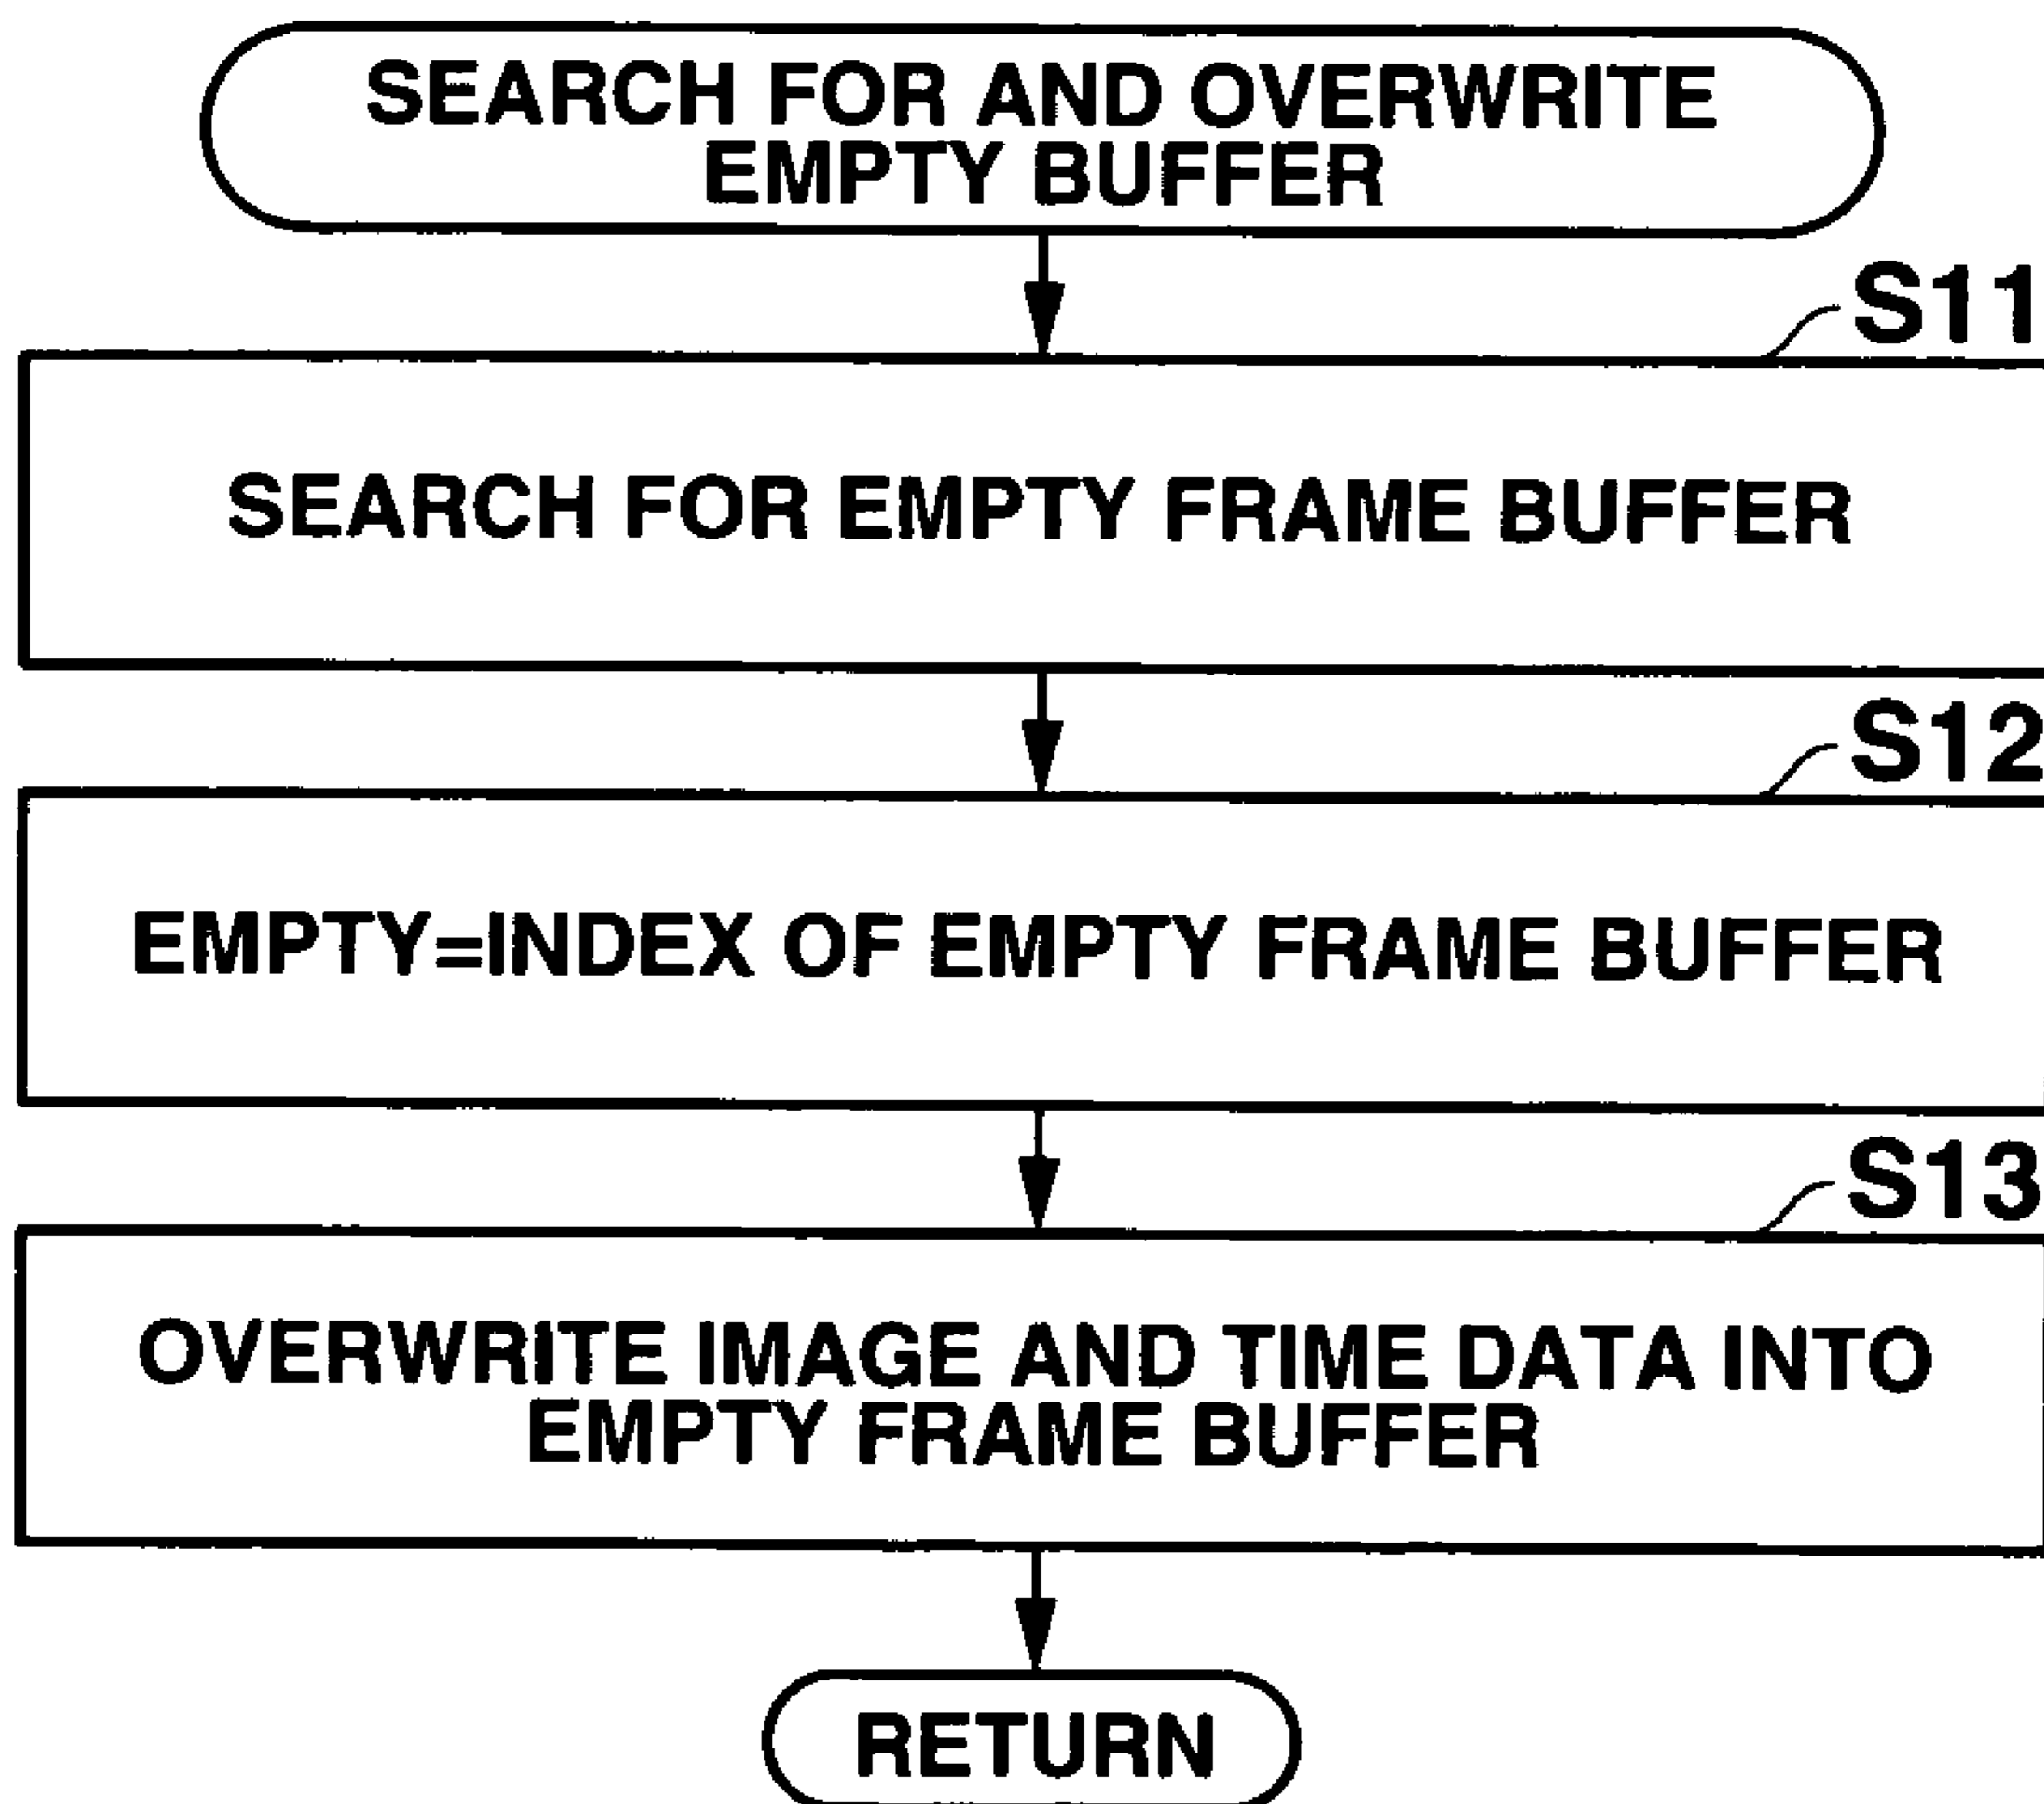 SEARCH FOR AND OVERWRITE
EMPTY BUFFER
S11
SEARCH FOR EMPTY FRAME BUFFER
S12
EMPTY=INDEX OF EMPTY FRAME BUFFER
S13
OVERWRITE IMAGE AND TIME DATA INTO
EMPTY FRAME BUFFER
RETURN